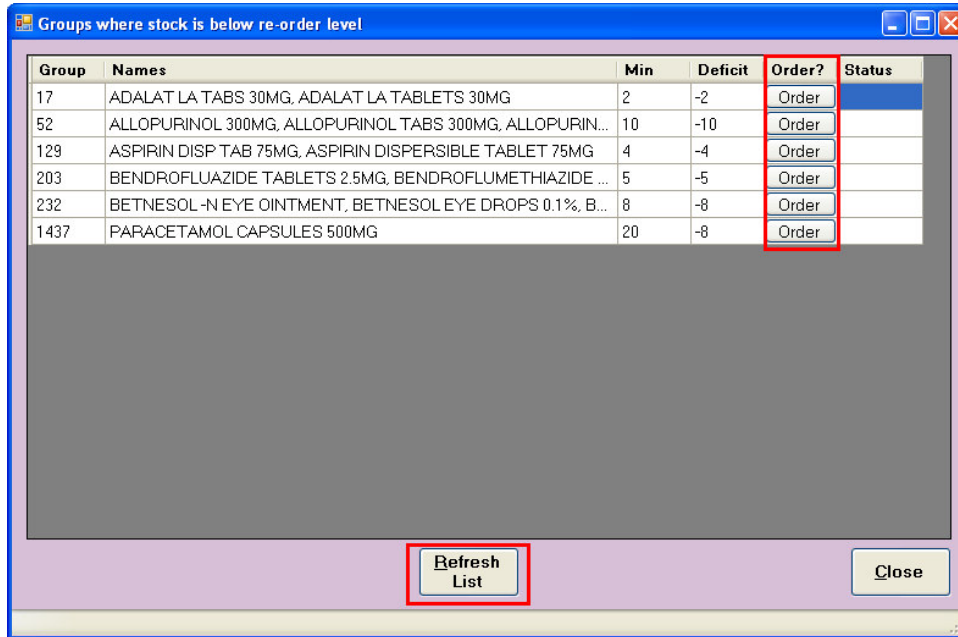 Groups where stock is below re-order level
Group Names Min Deficit Order? Status
17 ADALAT LA TABS 30MG, ADALAT LA TABLETS 30MG 2 -2 Order
52 ALLOPURINOL 300MG, ALLOPURINOL TABS 300MG, ALLOPURIN... 10 -10 Order
129 ASPIRIN DISP TAB 75MG, ASPIRIN DISPERSIBLE TABLET 75MG 4 -4 Order
203 BENDROFLUAZIDE TABLETS 2.5MG, BENDROFLUMETHIAZIDE ... 5 -5 Order
232 BETNESOL -N EYE OINTMENT, BETNESOL EYE DROPS 0.1%, B... 8 -8 Order
1437 PARACETAMOL CAPSULES 500MG 20 -8 Order
Refresh
List
Close